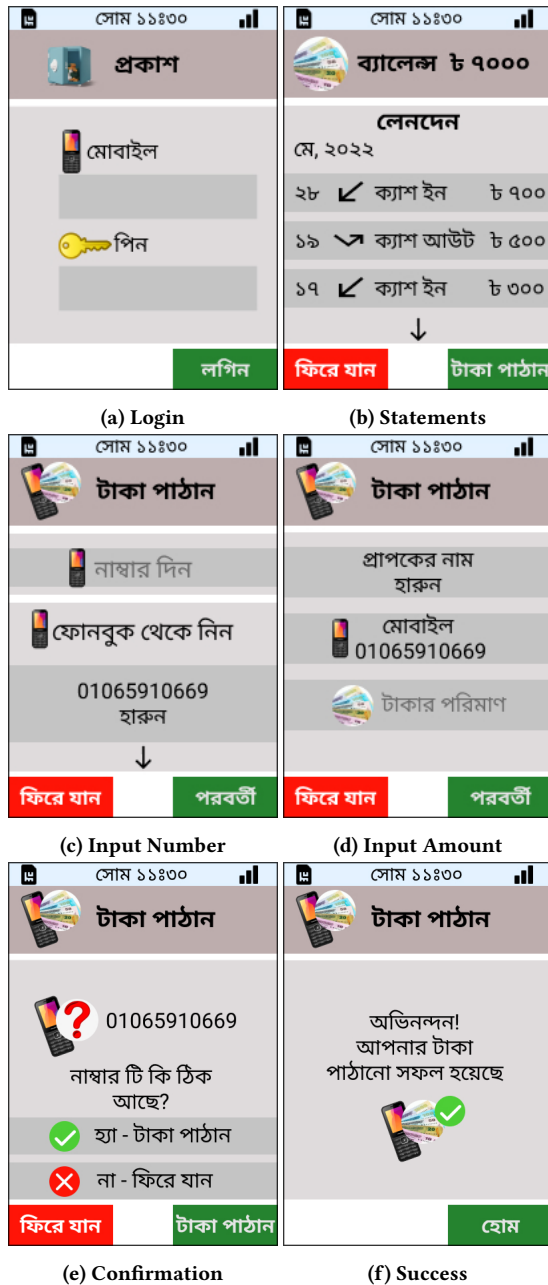 সোম ১১ঃ৩০
প্রকাশ
মোবাইল
পিন
লগিন
(a) Login
সোম ১১ঃ৩০
ব্যালেন্স ৳ ৭০০০
লেনদেন
মে, ২০২২
২৮ ↙ ক্যাশ ইন ৳ ৭০০
১৯ ক্যাশ আউট ৳ ৫০০
১৭ ↙ ক্যাশ ইন ৳ ৩০০
↓
ফিরে যান টাকা পাঠান
(b) Statements
সোম ১১ঃ৩০
টাকা পাঠান
নাম্বার দিন
ফোনবুক থেকে নিন
01065910669
হারুন
↓
ফিরে যান পরবর্তী
(c) Input Number
সোম ১১ঃ৩০
টাকা পাঠান
প্রাপকের নাম
হারুন
মোবাইল
01065910669
টাকার পরিমাণ
ফিরে যান পরবর্তী
(d) Input Amount
সোম ১১ঃ৩০
টাকা পাঠান
? 01065910669
নাম্বার টি কি ঠিক
আছে?
হ্যা - টাকা পাঠান
না - ফিরে যান
ফিরে যান টাকা পাঠান
(e) Confirmation
সোম ১১ঃ৩০
টাকা পাঠান
অভিনন্দন!
আপনার টাকা
পাঠানো সফল হয়েছে
হোম
(f) Success